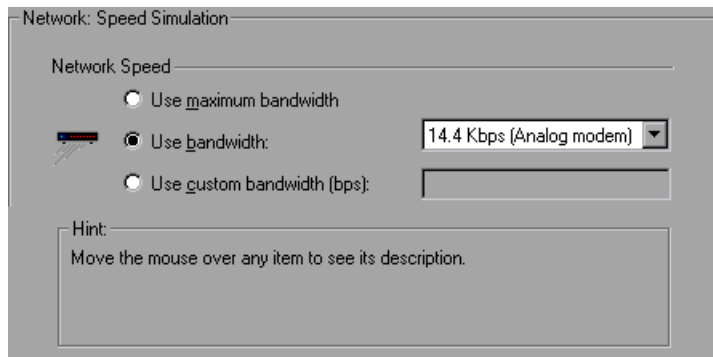 Network: Speed Simulation
Network Speed
Use maximum bandwidth
Use bandwidth: 14.4 Kbps (Analog modem)
Use custom bandwidth (bps):
Hint:
Move the mouse over any item to see its description.